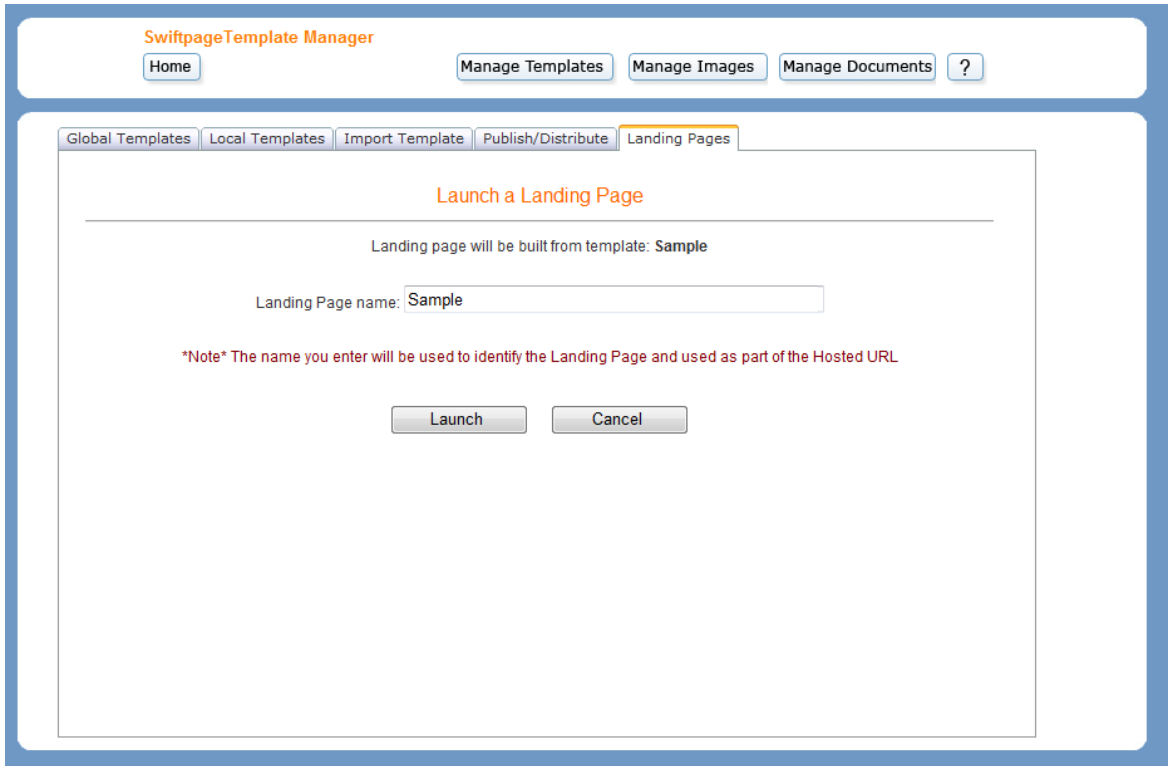 SwiftpageTemplate Manager
Home Manage Templates Manage Images Manage Documents ?
Global Templates Local Templates Import Template Publish/Distribute Landing Pages
Launch a Landing Page
Landing page will be built from template: Sample
Landing Page name: Sample
*Note* The name you enter will be used to identify the Landing Page and used as part of the Hosted URL
Launch Cancel